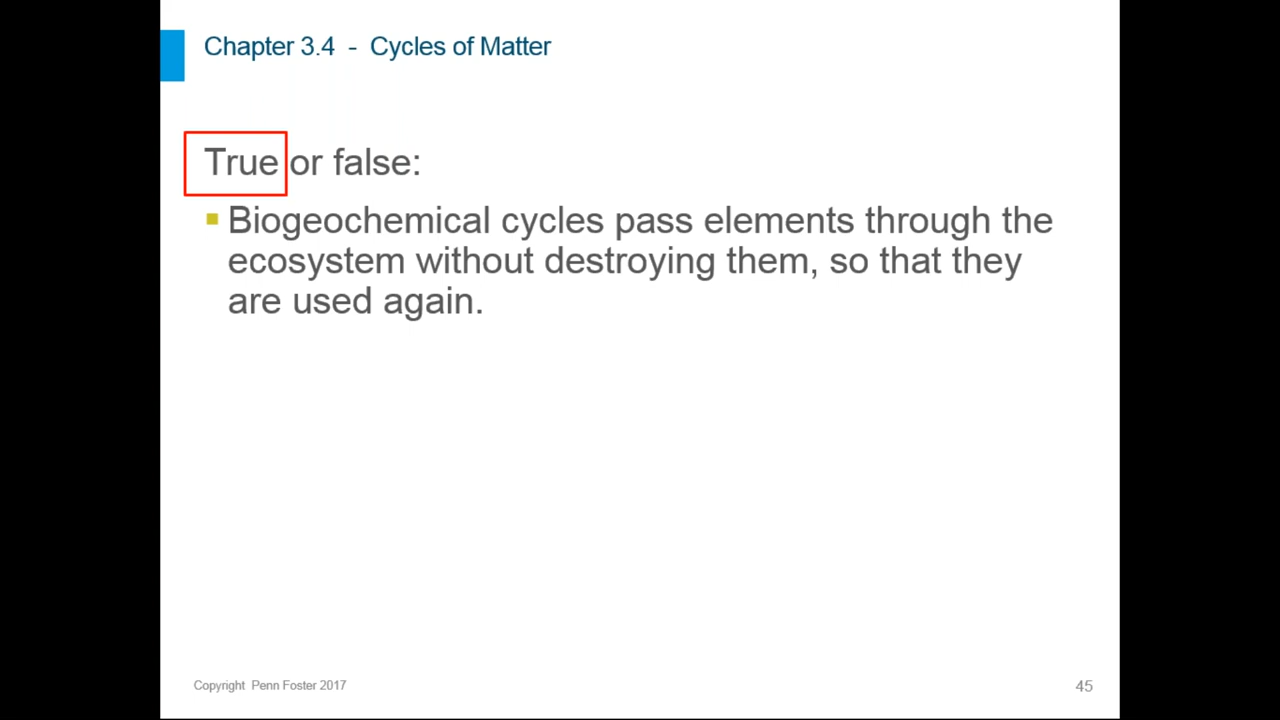 Chapter 3.4 - Cycles of Matter
True or false:
Biogeochemical cycles pass elements through the
ecosystem without destroying them, so that they
are used again.
Copyright Penn Foster 2017
45